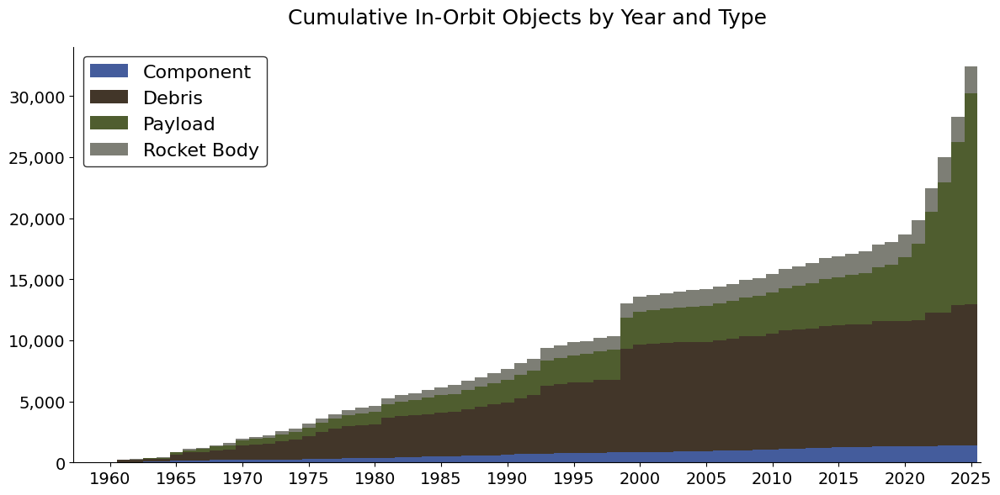 Cumulative In-Orbit Objects by Year and Type
Component
Debris
Payload
Rocket Body
30,000
25,000
20,000
15,000
10,000
5,000
0
1960 1965 1970 1975 1980 1985 1990 1995 2000 2005 2010 2015 2020 2025